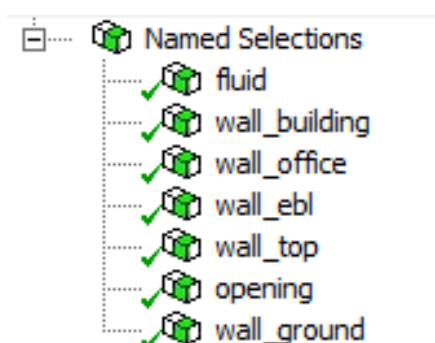 Named Selections
fluid
wall_building
wall_office
wall_ebl
wall_top
opening
wall_ground